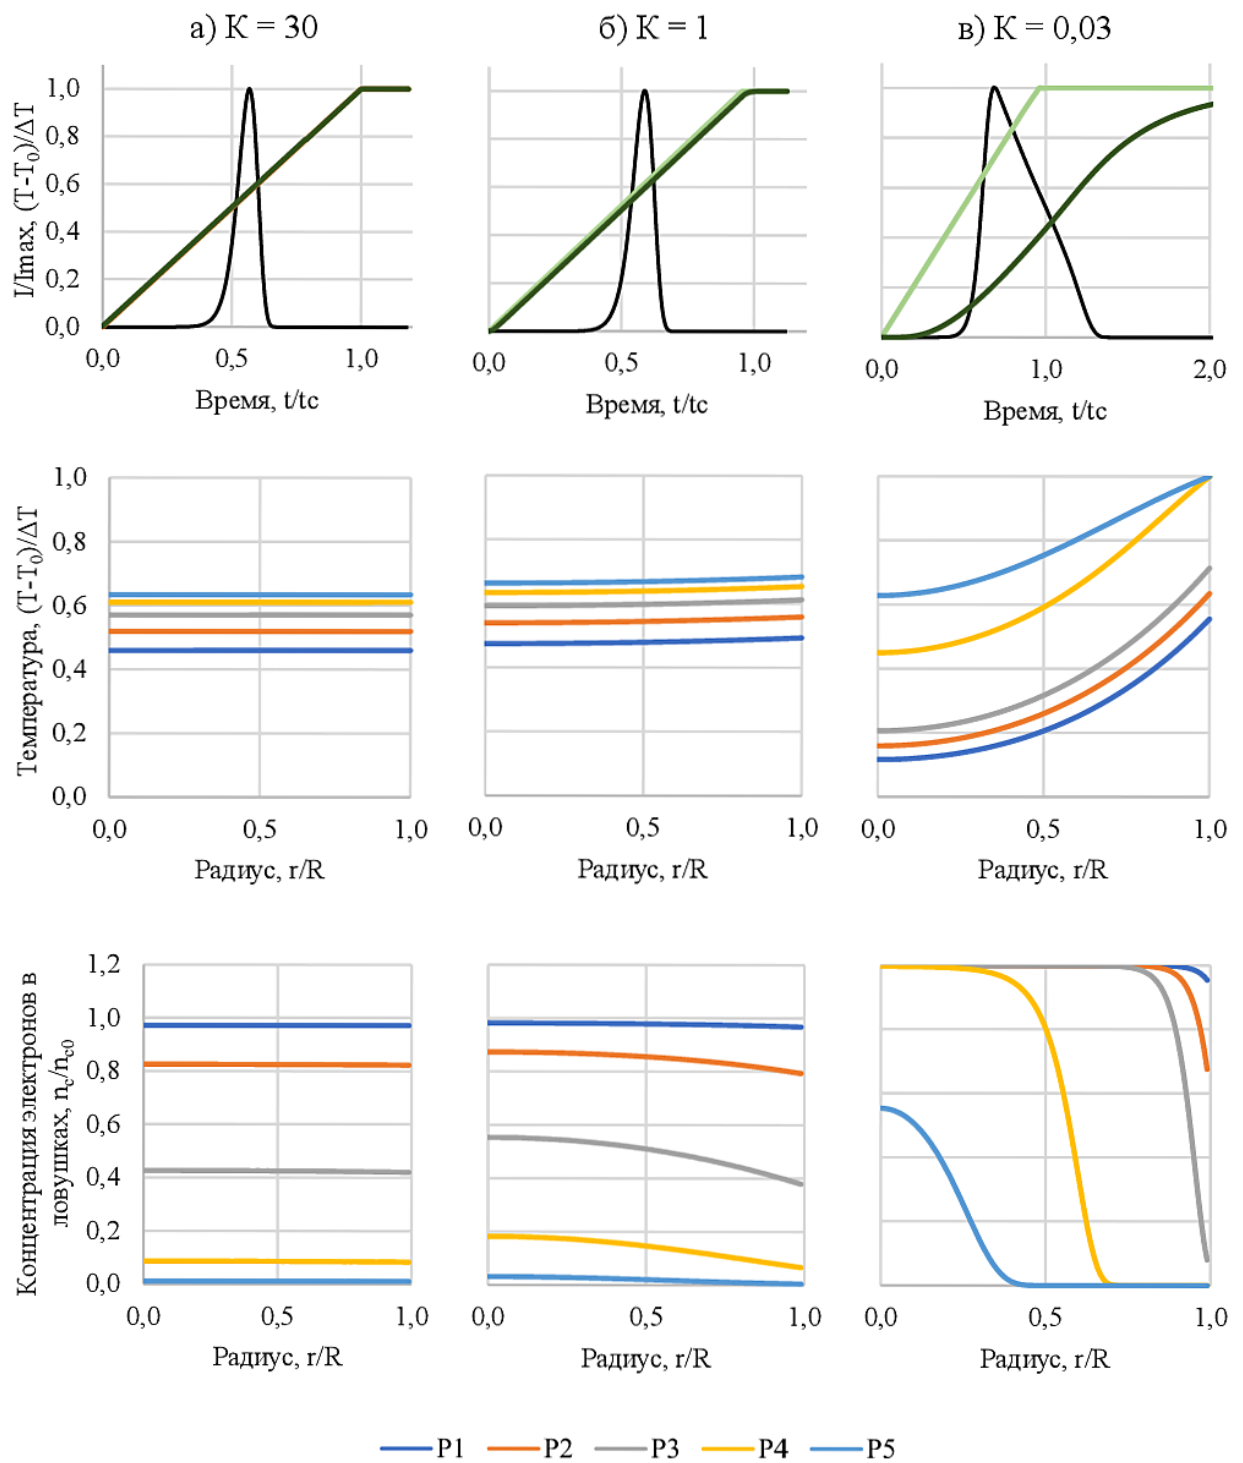 а) К = 30
б) К = 1
в) К = 0,03
I/Imax, (T-T₀)/ΔT
1,0
0,8
0,6
0,4
0,2
0,0
0,0 0,5 1,0
0,0 0,5 1,0
0,0 1,0 2,0
Время, t/tc
Время, t/tc
Время, t/tc
Температура, (T-T₀)/ΔT
1,0
0,8
0,6
0,4
0,2
0,0
0,0 0,5 1,0
0,0 0,5 1,0
0,0 0,5 1,0
Радиус, r/R
Радиус, r/R
Радиус, r/R
Концентрация электронов в
ловушках, n_c/n_c0
1,2
1,0
0,8
0,6
0,4
0,2
0,0
0,0 0,5 1,0
0,0 0,5 1,0
0,0 0,5 1,0
Радиус, r/R
Радиус, r/R
Радиус, r/R
P1 P2 P3 P4 P5